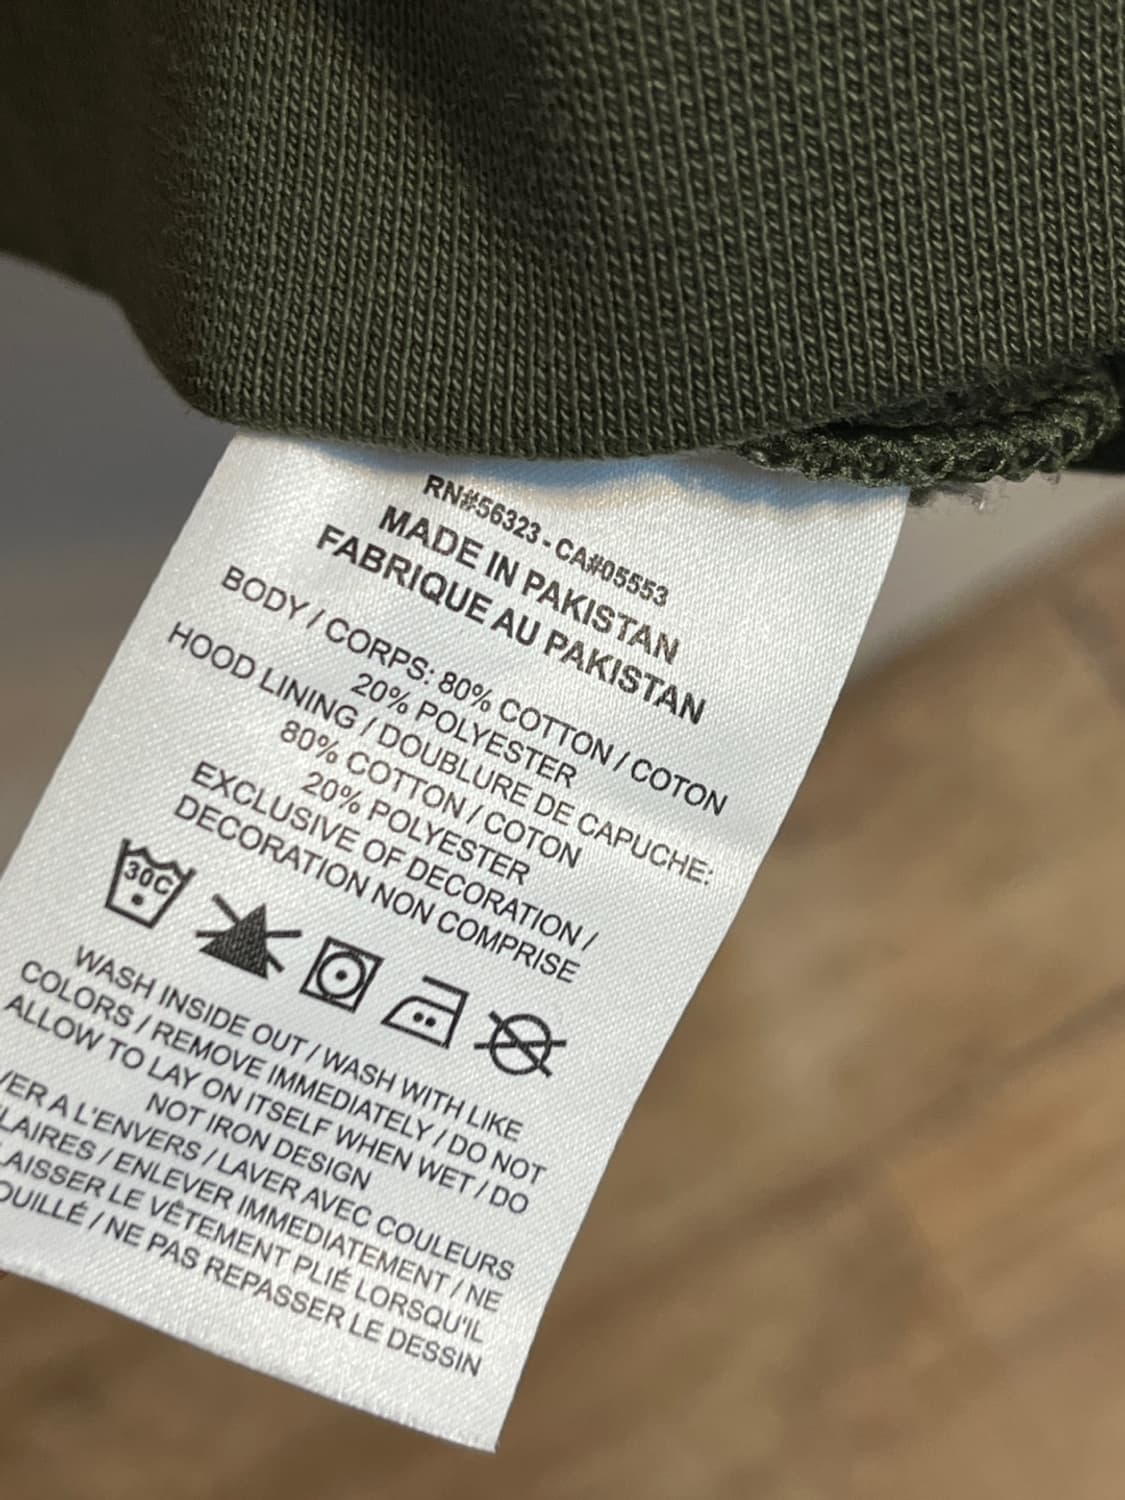 RN#56323 - CA#05553
MADE IN PAKISTAN
FABRIQUE AU PAKISTAN
BODY / CORPS: 80% COTTON / COTON
20% POLYESTER
HOOD LINING / DOUBLURE DE CAPUCHE:
80% COTTON / COTON
20% POLYESTER
EXCLUSIVE OF DECORATION /
DECORATION NON COMPRISE
30C
WASH INSIDE OUT / WASH WITH LIKE
COLORS / REMOVE IMMEDIATELY / DO NOT
ALLOW TO LAY ON ITSELF WHEN WET / DO
NOT IRON DESIGN
A L'ENVERS / LAVER AVEC COULEURS
/ ENLEVER IMMEDIATEMENT / NE
LE VÊTEMENT PLIÉ LORSQU'IL
/ NE PAS REPASSER LE DESSIN